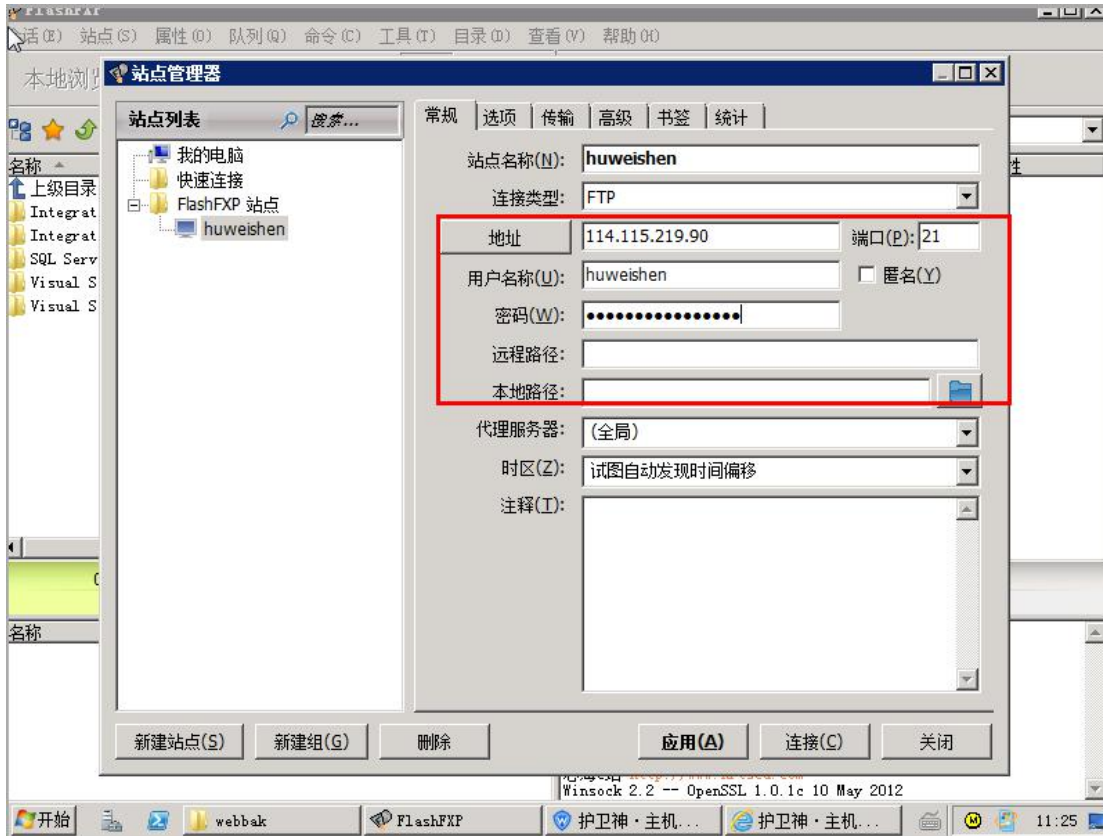 FlashFXP
话(E) 站点(S) 属性(O) 队列(Q) 命令(C) 工具(T) 目录(D) 查看(V) 帮助(H)
本地浏览
站点管理器
站点列表 搜索...
常规 选项 传输 高级 书签 统计
名称
上级目录
Integrat
Integrat
SQL Serv
Visual S
Visual S
我的电脑
快速连接
FlashFXP 站点
huweishen
站点名称(N): huweishen
连接类型: FTP
地址 114.115.219.90 端口(P): 21
用户名称(U): huweishen 匿名(Y)
密码(W): ••••••••••••••••
远程路径:
本地路径:
代理服务器: (全局)
时区(Z): 试图自动发现时间偏移
注释(T):
性
名称
新建站点(S) 新建组(G) 删除 应用(A) 连接(C) 关闭
Winsock 2.2 -- OpenSSL 1.0.1c 10 May 2012
开始 webbak FlashFXP 护卫神·主机... 护卫神·主机... 11:25